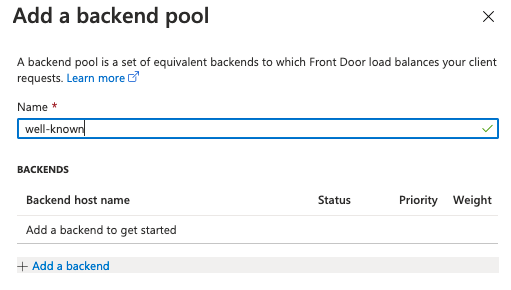 Add a backend pool
A backend pool is a set of equivalent backends to which Front Door load balances your client
requests. Learn more
Name *
well-known
BACKENDS
Backend host name Status Priority Weight
Add a backend to get started
+ Add a backend